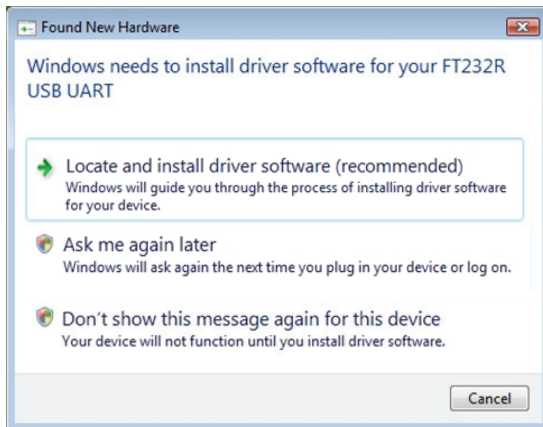 Found New Hardware
Windows needs to install driver software for your FT232R
USB UART
Locate and install driver software (recommended)
Windows will guide you through the process of installing driver software
for your device.
Ask me again later
Windows will ask again the next time you plug in your device or log on.
Don't show this message again for this device
Your device will not function until you install driver software.
Cancel